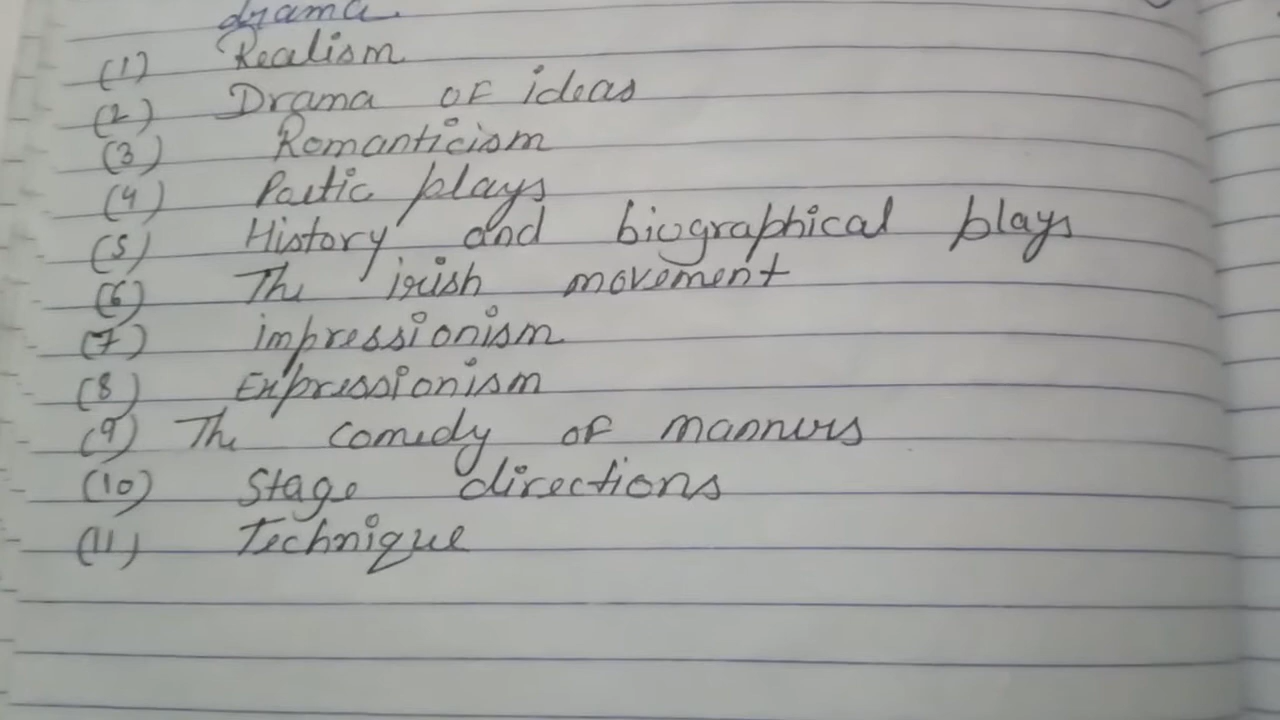 drama.
(1) Realism
(2) Drama OF ideas
(3) Romanticism
(4) Poetic plays
(5) History and biographical plays
(6) The irish movement
(7) impressionism
(8) Expressionism
(9) The comedy OF manners
(10) Stage directions
(11) Technique